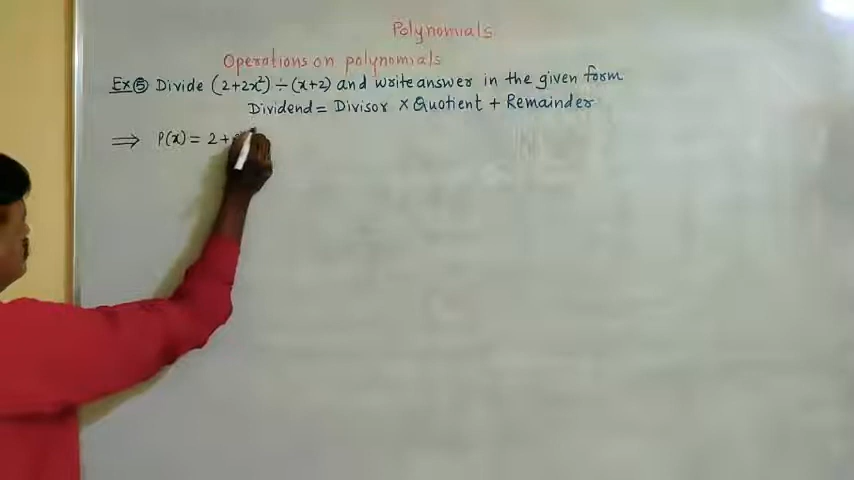 Polynomials
Operations on polynomials
Ex⑤ Divide (2+2x²) ÷ (x+2) and write answer in the given form
Dividend = Divisor × Quotient + Remainder
⟹ P(x) = 2+